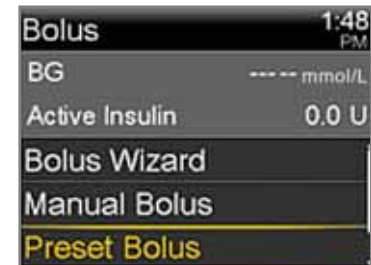 Bolus 1:48
PM
BG --- -- mmol/L
Active Insulin 0.0 U
Bolus Wizard
Manual Bolus
Preset Bolus